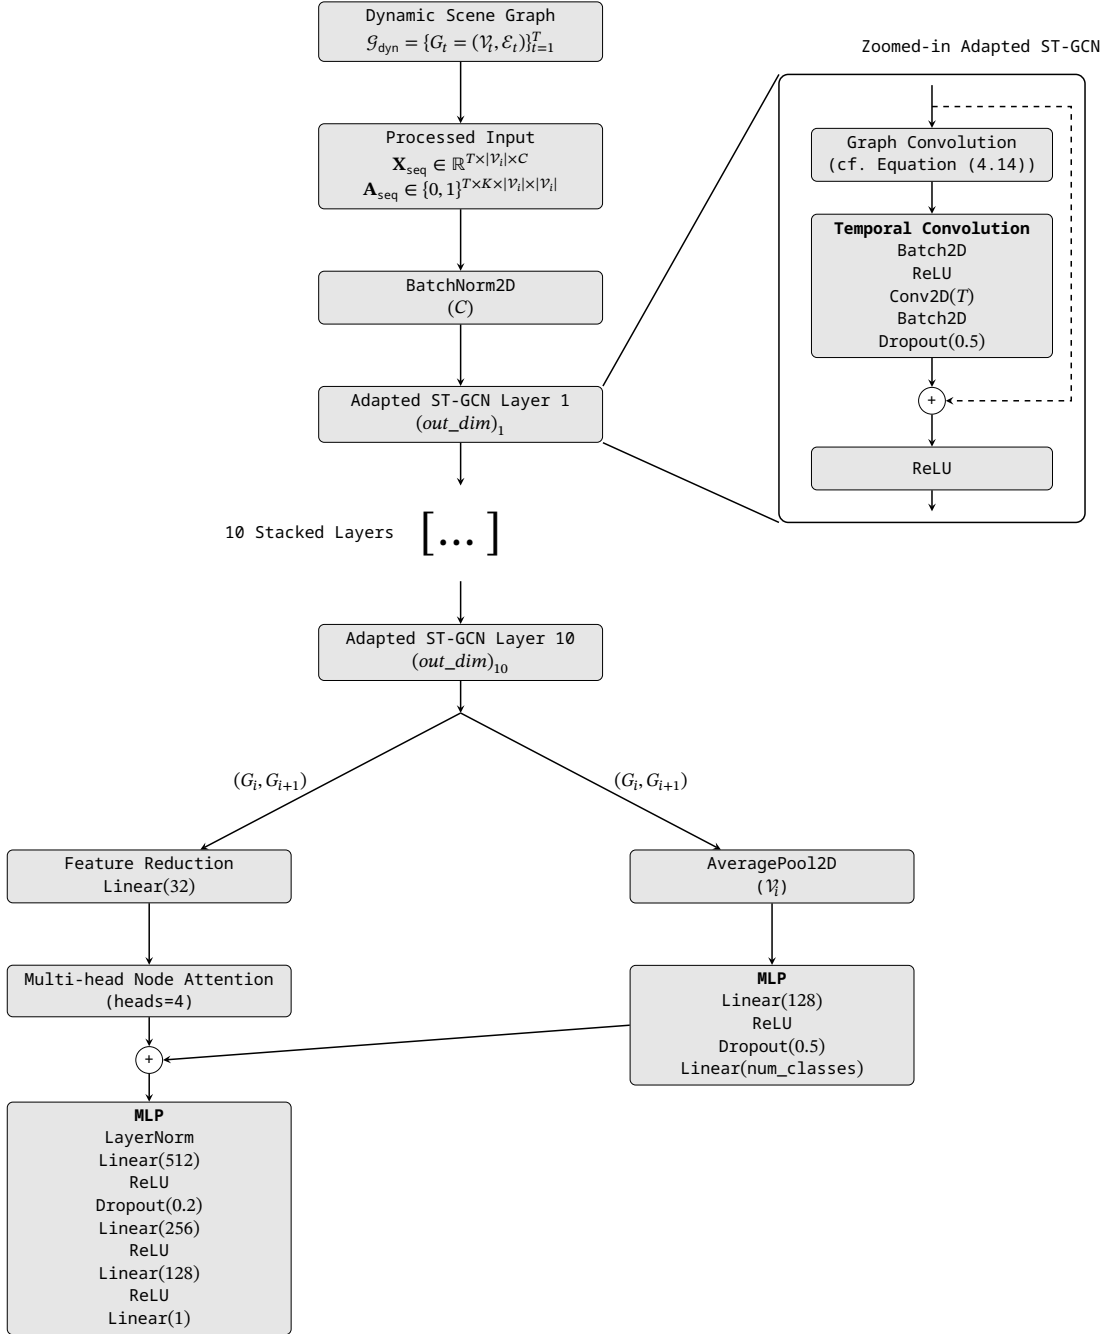 Dynamic Scene Graph
𝒢_dyn = {G_t = (𝒱_t, ℰ_t)}_{t=1}^T
Zoomed-in Adapted ST-GCN
Processed Input
X_seq ∈ ℝ^{T×|𝒱_i|×C}
A_seq ∈ {0, 1}^{T×K×|𝒱_i|×|𝒱_i|}
Graph Convolution
(cf. Equation (4.14))
Temporal Convolution
Batch2D
ReLU
Conv2D(T)
Batch2D
Dropout(0.5)
+
ReLU
BatchNorm2D
(C)
Adapted ST-GCN Layer 1
(out_dim)_1
10 Stacked Layers [...]
Adapted ST-GCN Layer 10
(out_dim)_10
(G_i, G_{i+1})
(G_i, G_{i+1})
Feature Reduction
Linear(32)
AveragePool2D
(𝒱_i)
Multi-head Node Attention
(heads=4)
MLP
Linear(128)
ReLU
Dropout(0.5)
Linear(num_classes)
+
MLP
LayerNorm
Linear(512)
ReLU
Dropout(0.2)
Linear(256)
ReLU
Linear(128)
ReLU
Linear(1)